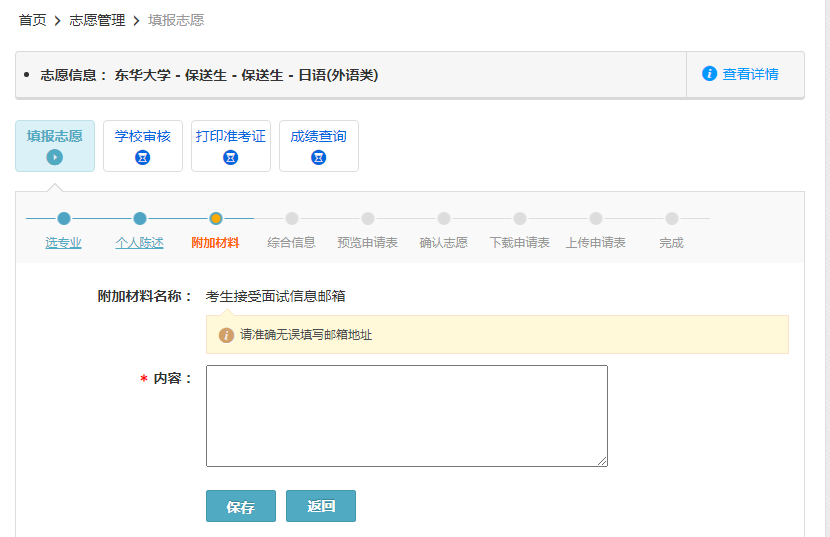 首页 > 志愿管理 > 填报志愿
志愿信息： 东华大学 - 保送生 - 保送生 - 日语(外语类)
查看详情
填报志愿 学校审核 打印准考证 成绩查询
选专业 个人陈述 附加材料 综合信息 预览申请表 确认志愿 下载申请表 上传申请表 完成
附加材料名称： 考生接受面试信息邮箱
请准确无误填写邮箱地址
* 内容：
保存 返回